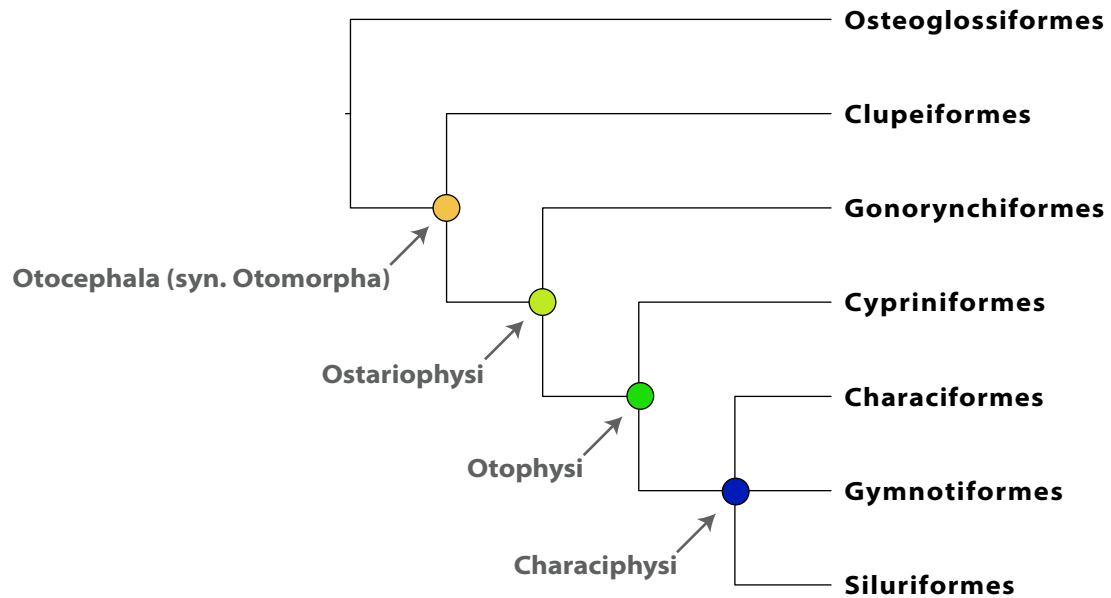 Osteoglossiformes
Clupeiformes
Gonorynchiformes
Otocephala (syn. Otomorpha)
Cypriniformes
Ostariophysi
Characiformes
Otophysi
Gymnotiformes
Characiphysi
Siluriformes